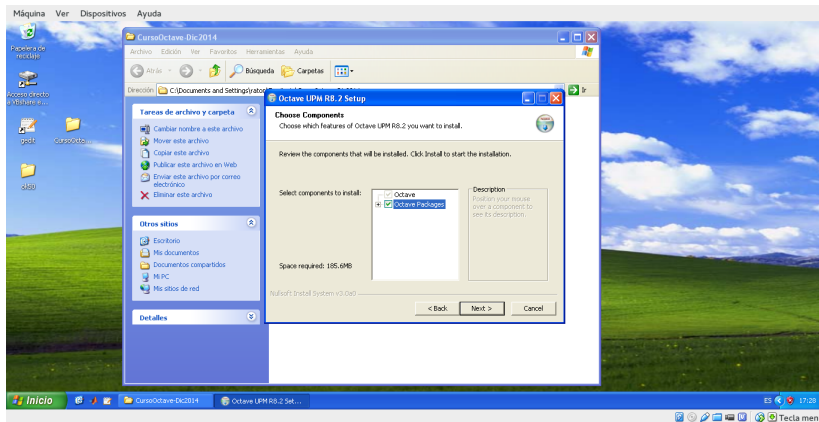 Máquina Ver Dispositivos Ayuda
Papelera de
reciclaje
Acceso directo
a VBshare e...
gedit
CursoOcta...
CursoOctave-Dic2014
Archivo Edición Ver Favoritos Herramientas Ayuda
Atrás Búsqueda Carpetas
Dirección C:\Documents and Settings\rator Ir
Tareas de archivo y carpeta
Cambiar nombre a este archivo
Mover este archivo
Copiar este archivo
Publicar este archivo en Web
Enviar este archivo por correo
electrónico
Eliminar este archivo
Otros sitios
Escritorio
Mis documentos
Documentos compartidos
Mi PC
Mis sitios de red
Detalles
Octave UPM R8.2 Setup
Choose Components
Choose which features of Octave UPM R8.2 you want to install.
Review the components that will be installed. Click Install to start the installation.
Select components to install:
Octave
Octave Packages
Description
Position your mouse
over a component to
see its description.
Space required: 185.6MB
Nullsoft Install System v3.0a0
< Back Next > Cancel
Inicio CursoOctave-Dic2014 Octave UPM R8.2 Set... ES 17:28
Tecla men